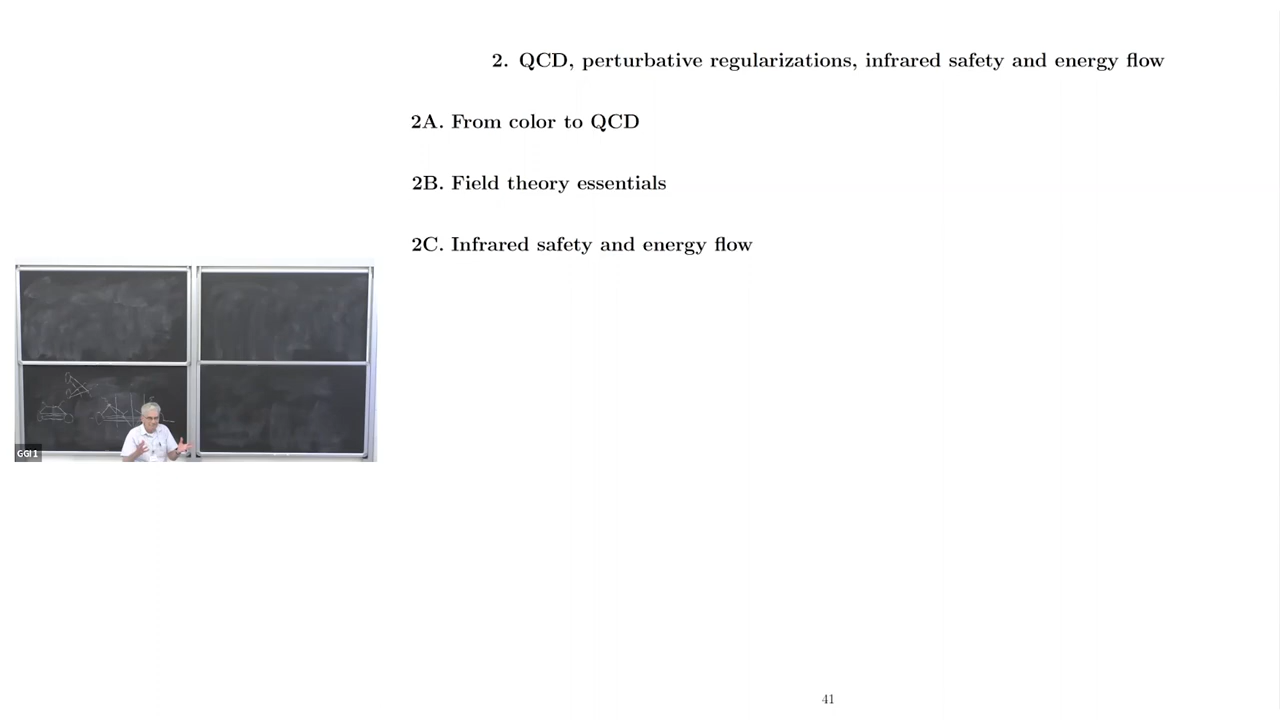 2. QCD, perturbative regularizations, infrared safety and energy flow
2A. From color to QCD
2B. Field theory essentials
2C. Infrared safety and energy flow
GGI 1
41